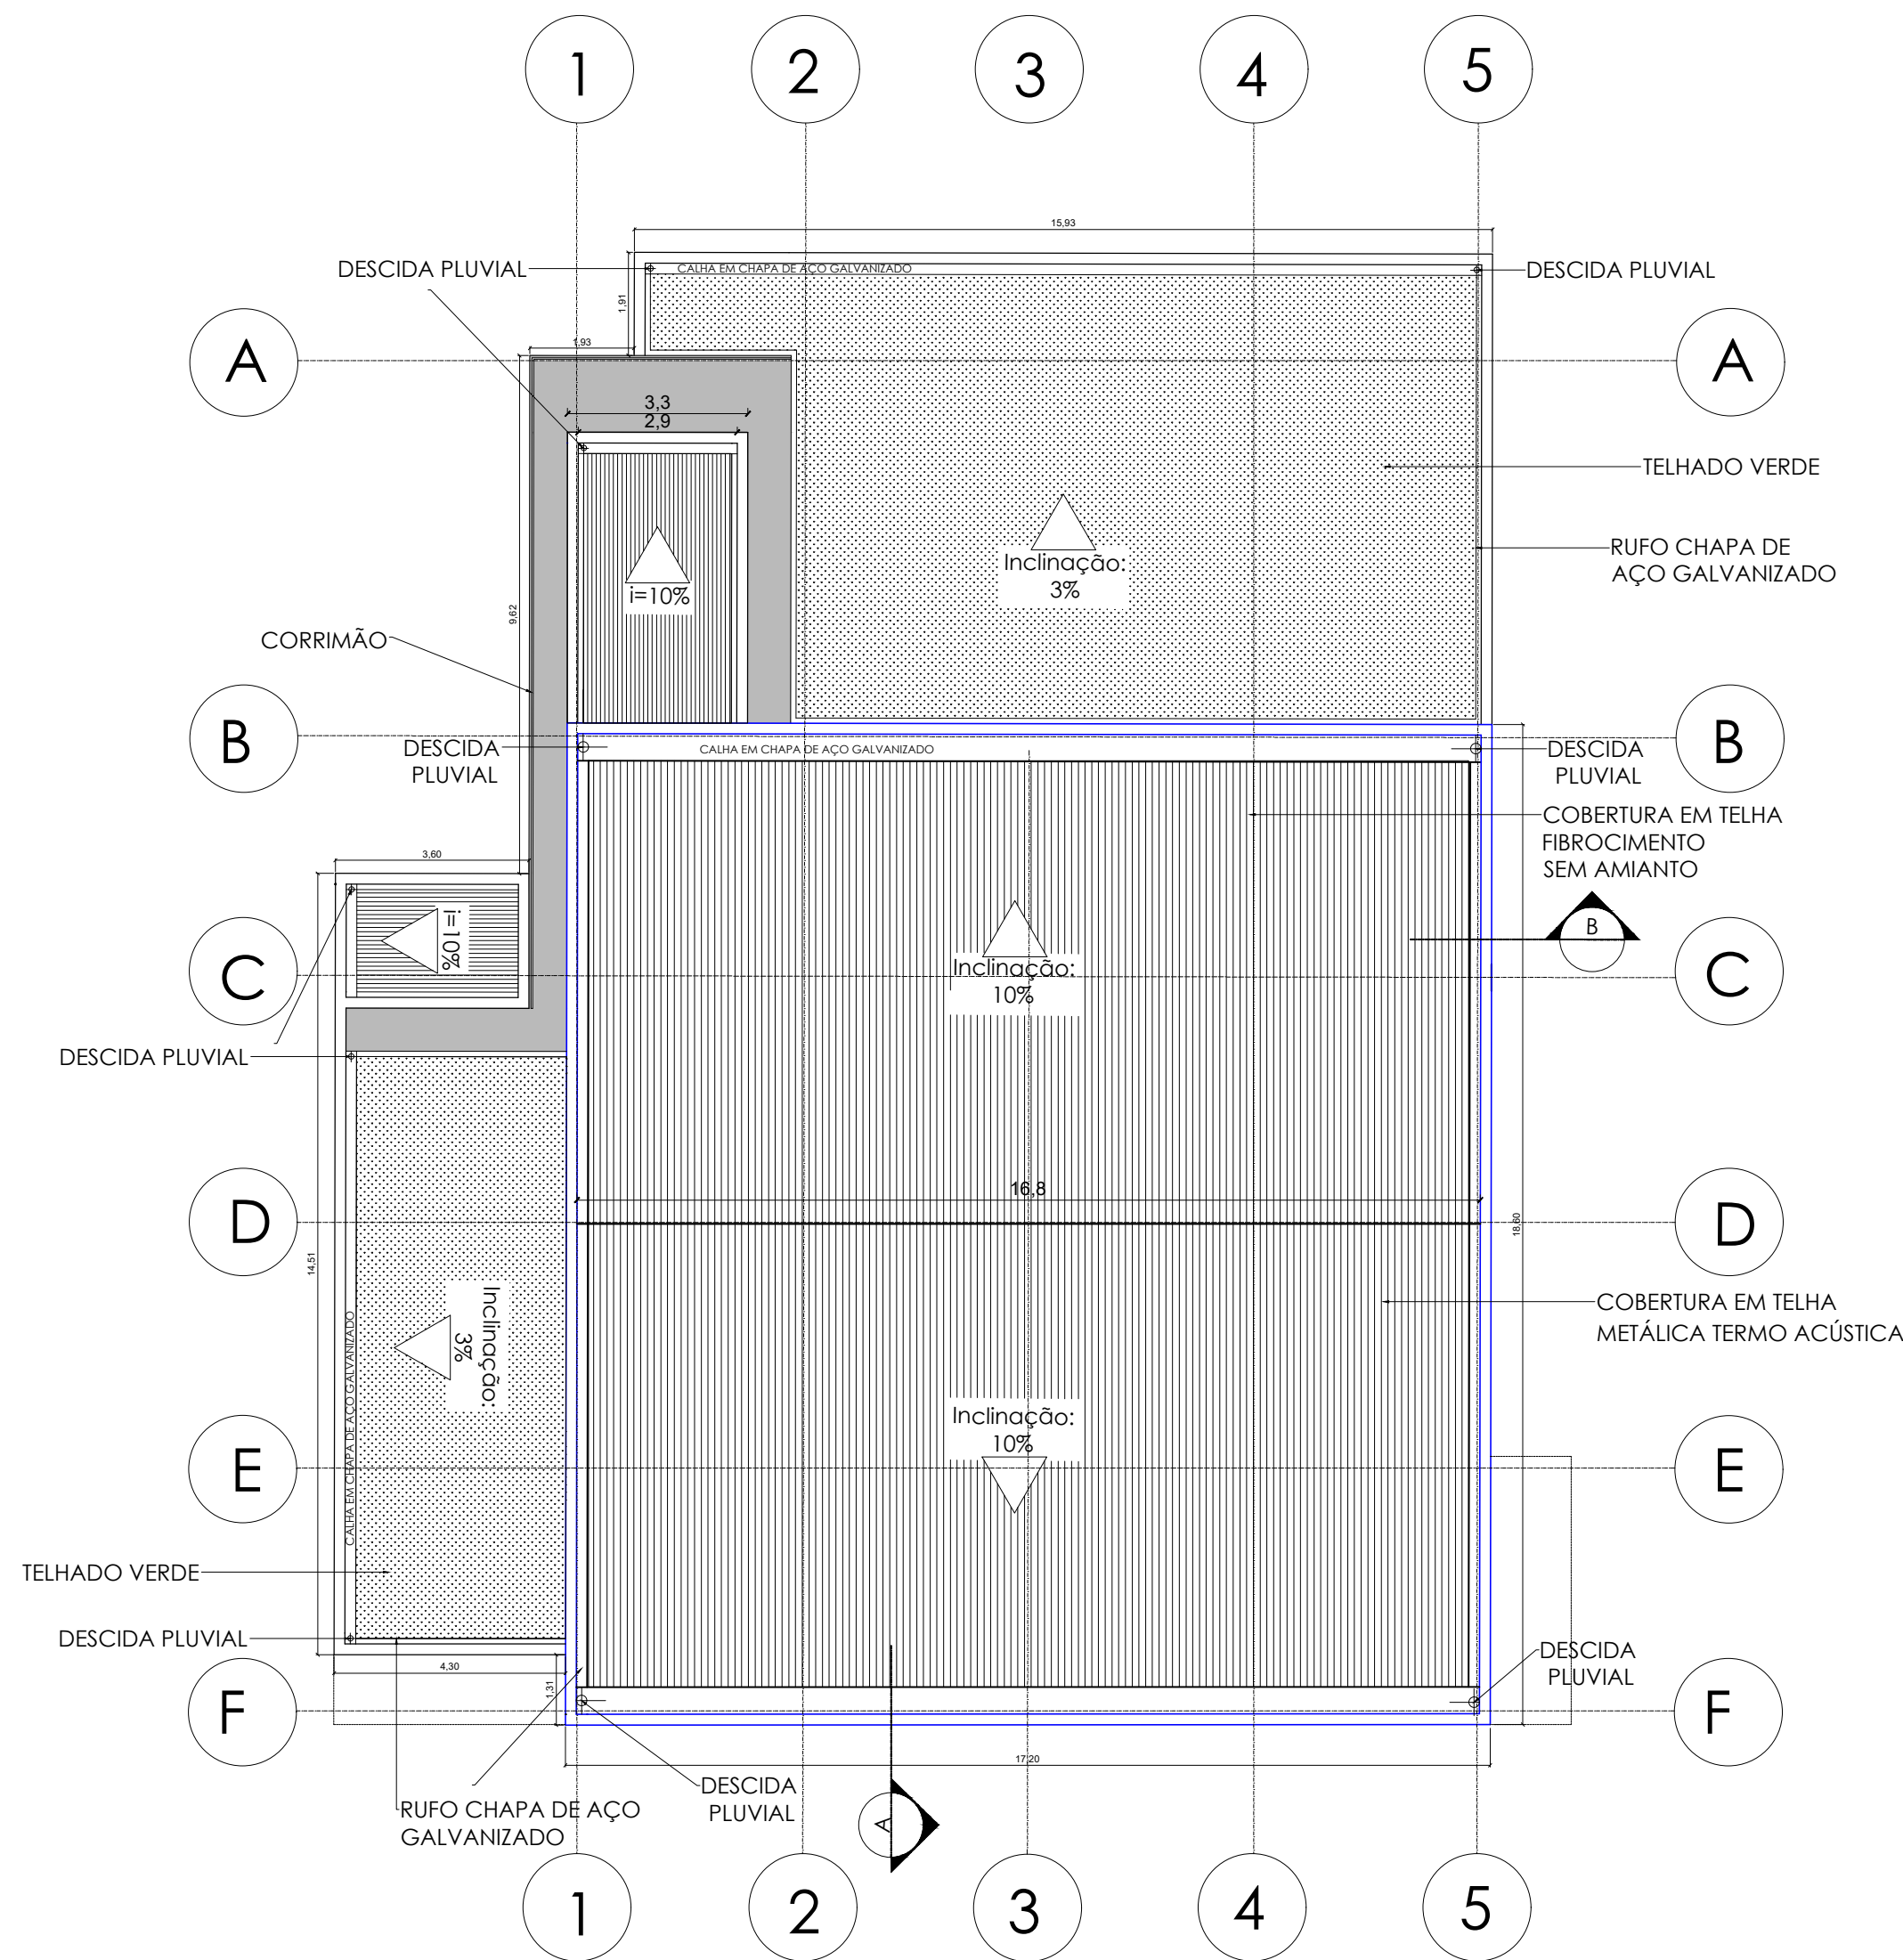 1
2
3
4
5
15,93
DESCIDA PLUVIAL
CALHA EM CHAPA DE AÇO GALVANIZADO
DESCIDA PLUVIAL
1,91
1,93
A
A
3,3
2,9
TELHADO VERDE
RUFO CHAPA DE
AÇO GALVANIZADO
Inclinação:
3%
i=10%
9,62
CORRIMÃO
B
B
DESCIDA
PLUVIAL
CALHA EM CHAPA DE AÇO GALVANIZADO
DESCIDA
PLUVIAL
COBERTURA EM TELHA
FIBROCIMENTO
SEM AMIANTO
3,60
i=10%
B
C
C
Inclinação:
10%
DESCIDA PLUVIAL
16,8
D
D
18,60
14,51
COBERTURA EM TELHA
METÁLICA TERMO ACÚSTICA
Inclinação:
3%
CALHA EM CHAPA DE AÇO GALVANIZADO
Inclinação:
10%
E
E
TELHADO VERDE
DESCIDA PLUVIAL
4,30
1,31
DESCIDA
PLUVIAL
F
F
17,20
DESCIDA
PLUVIAL
RUFO CHAPA DE AÇO
GALVANIZADO
A
1
2
3
4
5